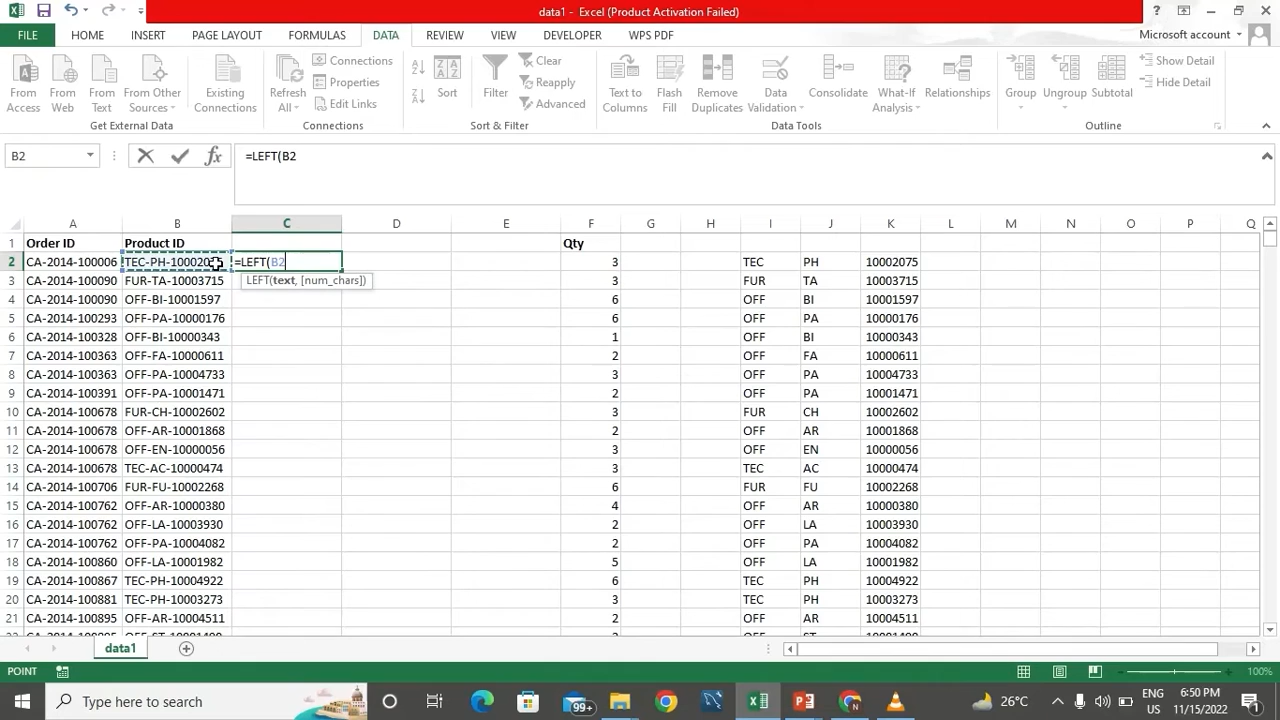 data1 - Excel (Product Activation Failed)
FILE HOME INSERT PAGE LAYOUT FORMULAS DATA REVIEW VIEW DEVELOPER WPS PDF Microsoft account
From Access From Web From Text From Other Sources Existing Connections Refresh All Connections Properties Edit Links Sort Filter Clear Reapply Advanced Text to Columns Flash Fill Remove Duplicates Data Validation Consolidate What-If Analysis Relationships Group Ungroup Subtotal Show Detail Hide Detail
Get External Data Connections Sort & Filter Data Tools Outline
B2 fx =LEFT(B2
A B C D E F G H I J K L M N O P Q
1 Order ID Product ID Qty
2 CA-2014-100006 =LEFT(B2 3 TEC PH 10002075
LEFT(text, [num_chars])
3 CA-2014-100090 FUR-TA-10003715 3 FUR TA 10003715
4 CA-2014-100090 OFF-BI-10001597 6 OFF BI 10001597
5 CA-2014-100293 OFF-PA-10000176 6 OFF PA 10000176
6 CA-2014-100328 OFF-BI-10000343 1 OFF BI 10000343
7 CA-2014-100363 OFF-FA-10000611 2 OFF FA 10000611
8 CA-2014-100363 OFF-PA-10004733 3 OFF PA 10004733
9 CA-2014-100391 OFF-PA-10001471 2 OFF PA 10001471
10 CA-2014-100678 FUR-CH-10002602 3 FUR CH 10002602
11 CA-2014-100678 OFF-AR-10001868 2 OFF AR 10001868
12 CA-2014-100678 OFF-EN-10000056 3 OFF EN 10000056
13 CA-2014-100678 TEC-AC-10000474 3 TEC AC 10000474
14 CA-2014-100706 FUR-FU-10002268 6 FUR FU 10002268
15 CA-2014-100762 OFF-AR-10000380 4 OFF AR 10000380
16 CA-2014-100762 OFF-LA-10003930 2 OFF LA 10003930
17 CA-2014-100762 OFF-PA-10004082 2 OFF PA 10004082
18 CA-2014-100860 OFF-LA-10001982 5 OFF LA 10001982
19 CA-2014-100867 TEC-PH-10004922 6 TEC PH 10004922
20 CA-2014-100881 TEC-PH-10003273 3 TEC PH 10003273
21 CA-2014-100895 OFF-AR-10004511 2 OFF AR 10004511
data1
POINT 100%
Type here to search 99+ 26°C ENG US 6:50 PM 11/15/2022 1